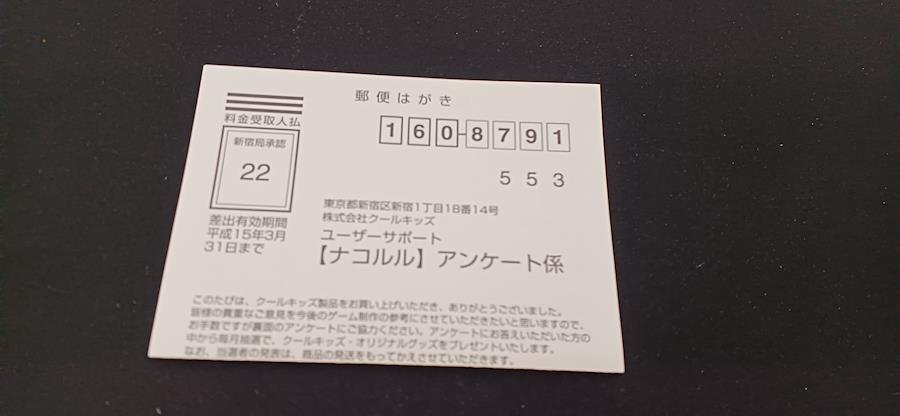 郵便はがき
160-8791
553
料金受取人払
新宿局承認
22
差出有効期間
平成15年3月
31日まで
東京都新宿区新宿1丁目18番14号
株式会社クールキッズ
ユーザーサポート
【ナコルル】アンケート係
このたびは、クールキッズ製品をお買い上げいただき、ありがとうございました。
皆様の貴重なご意見を今後のゲーム制作の参考にさせていただきたいと思いますので、
お手数ですが裏面のアンケートにご協力ください。アンケートにお答えいただいた方の
中から毎月抽選で、クールキッズ・オリジナルグッズをプレゼントいたします。
なお、当選者の発表は、商品の発送をもってかえさせていただきます。